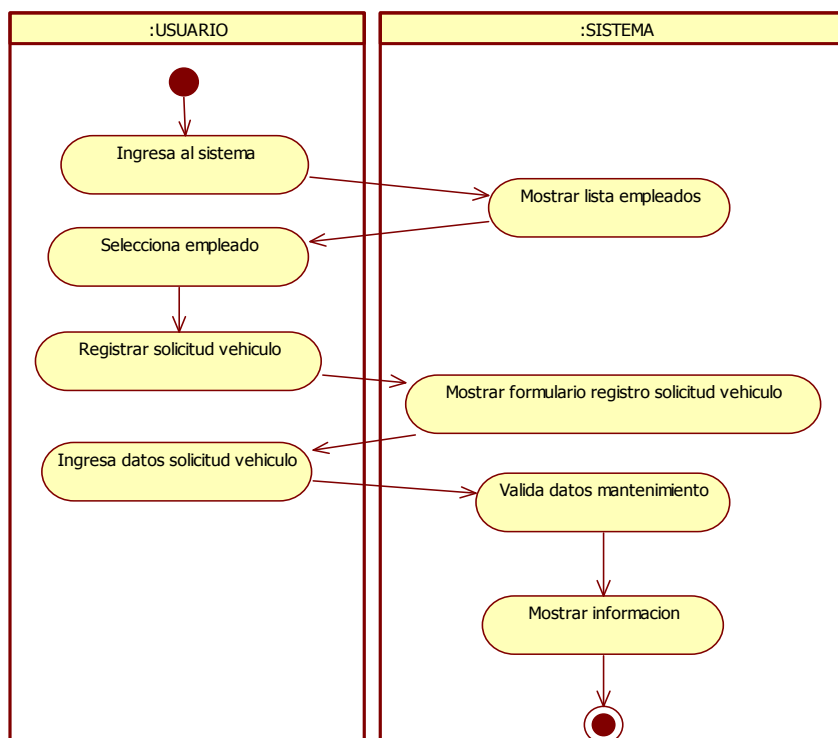 :USUARIO
:SISTEMA
Ingresa al sistema
Mostrar lista empleados
Selecciona empleado
Registrar solicitud vehiculo
Mostrar formulario registro solicitud vehiculo
Ingresa datos solicitud vehiculo
Valida datos mantenimiento
Mostrar informacion